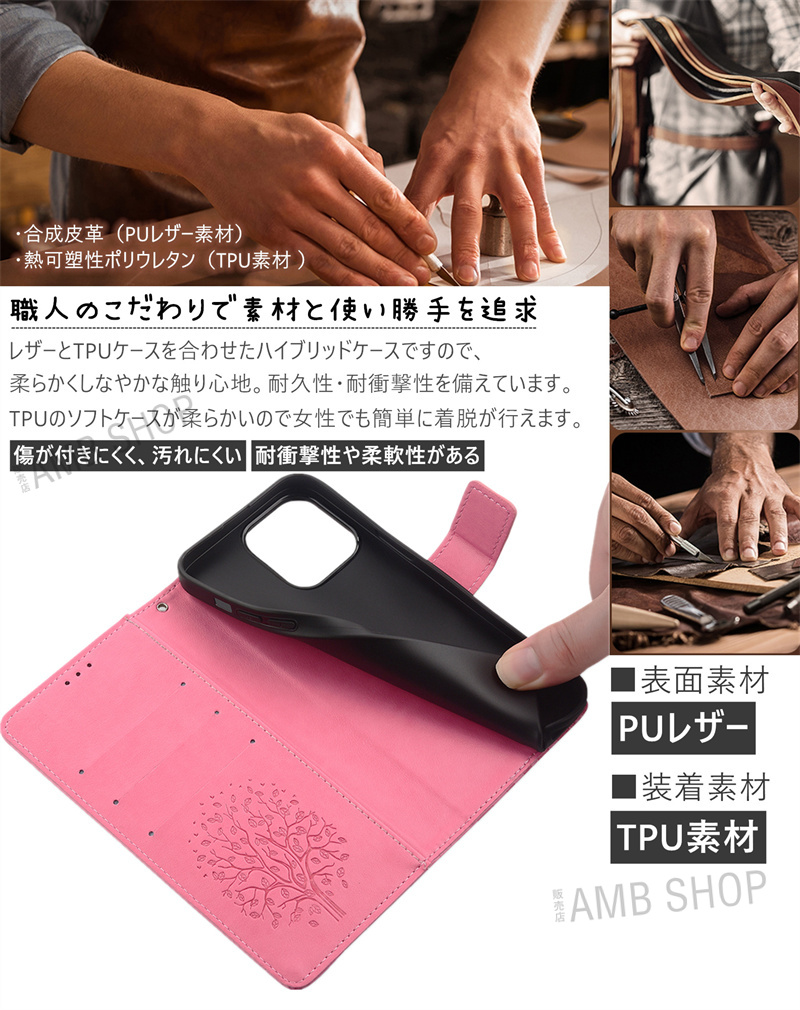 ・合成皮革（PUレザー素材）
・熱可塑性ポリウレタン（TPU素材 ）
職人のこだわりで素材と使い勝手を追求
レザーとTPUケースを合わせたハイブリッドケースですので、
柔らかくしなやかな触り心地。耐久性・耐衝撃性を備えています。
TPUのソフトケースが柔らかいので女性でも簡単に着脱が行えます。
傷が付きにくく、汚れにくい 耐衝撃性や柔軟性がある
販売店 AMB SHOP
■表面素材
PUレザー
■装着素材
TPU素材
販売店 AMB SHOP